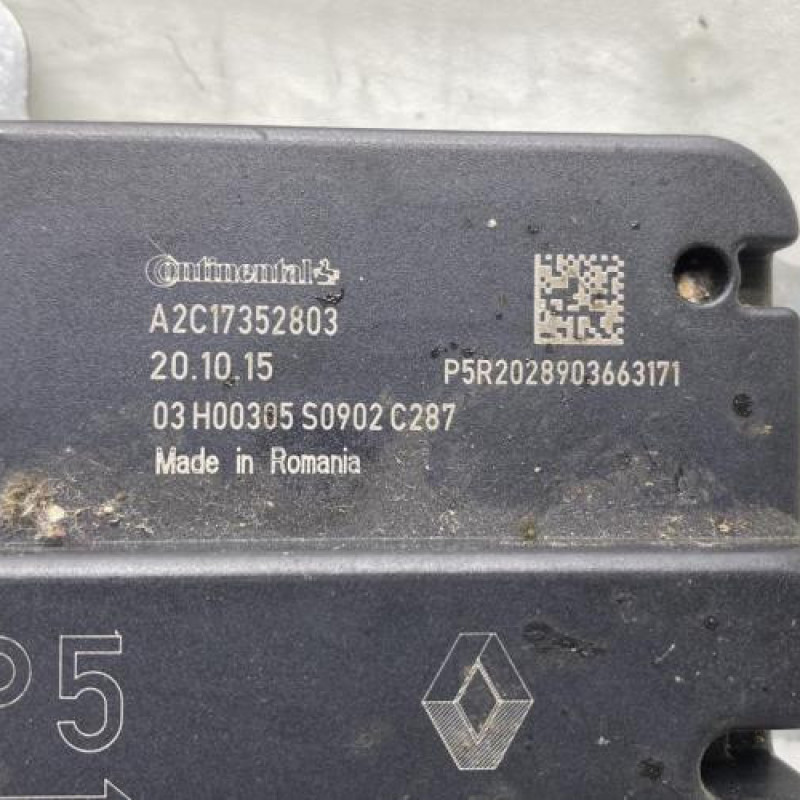 Continental
A2C17352803
20.10.15
P5R2028903663171
03 H00305 S0902 C287
Made in Romania
P5